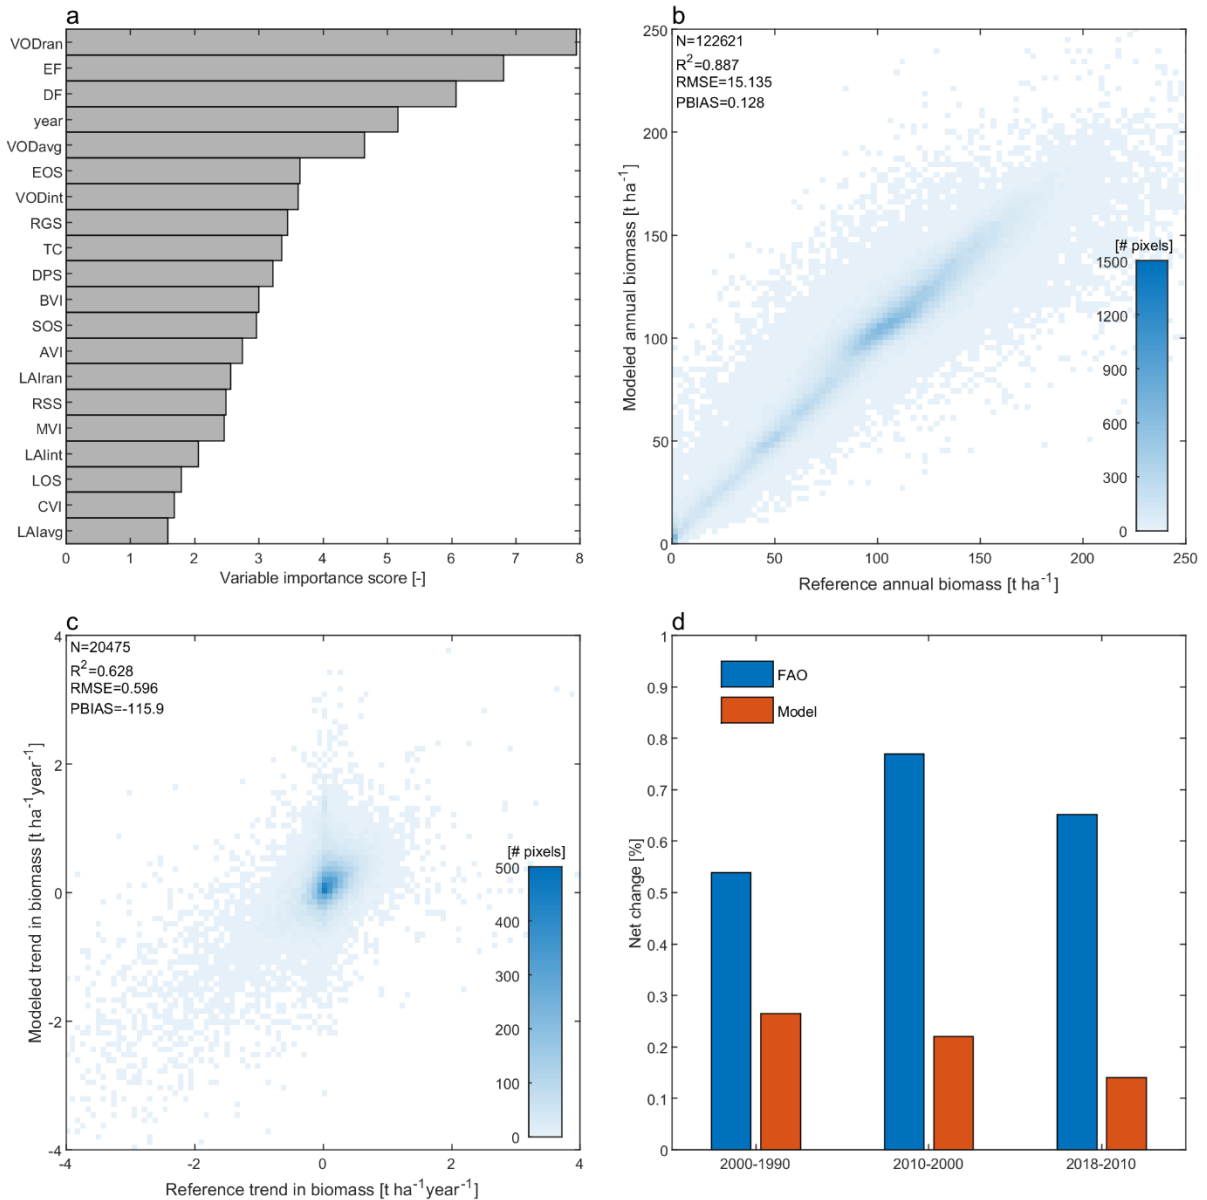 a
VODran
EF
DF
year
VODavg
EOS
VODint
RGS
TC
DPS
BVI
SOS
AVI
LAIran
RSS
MVI
LAIint
LOS
CVI
LAIavg
0 1 2 3 4 5 6 7 8
Variable importance score [-]
b
N=122621
R²=0.887
RMSE=15.135
PBIAS=0.128
250
200
150
100
50
0
Modeled annual biomass [t ha⁻¹]
[# pixels]
1500
1200
900
600
300
0
0 50 100 150 200 250
Reference annual biomass [t ha⁻¹]
c
N=20475
R²=0.628
RMSE=0.596
PBIAS=-115.9
4
2
0
-2
-4
Modeled trend in biomass [t ha⁻¹year⁻¹]
[# pixels]
500
400
300
200
100
0
-4 -2 0 2 4
Reference trend in biomass [t ha⁻¹year⁻¹]
d
FAO
Model
1
0.9
0.8
0.7
0.6
0.5
0.4
0.3
0.2
0.1
0
Net change [%]
2000-1990 2010-2000 2018-2010